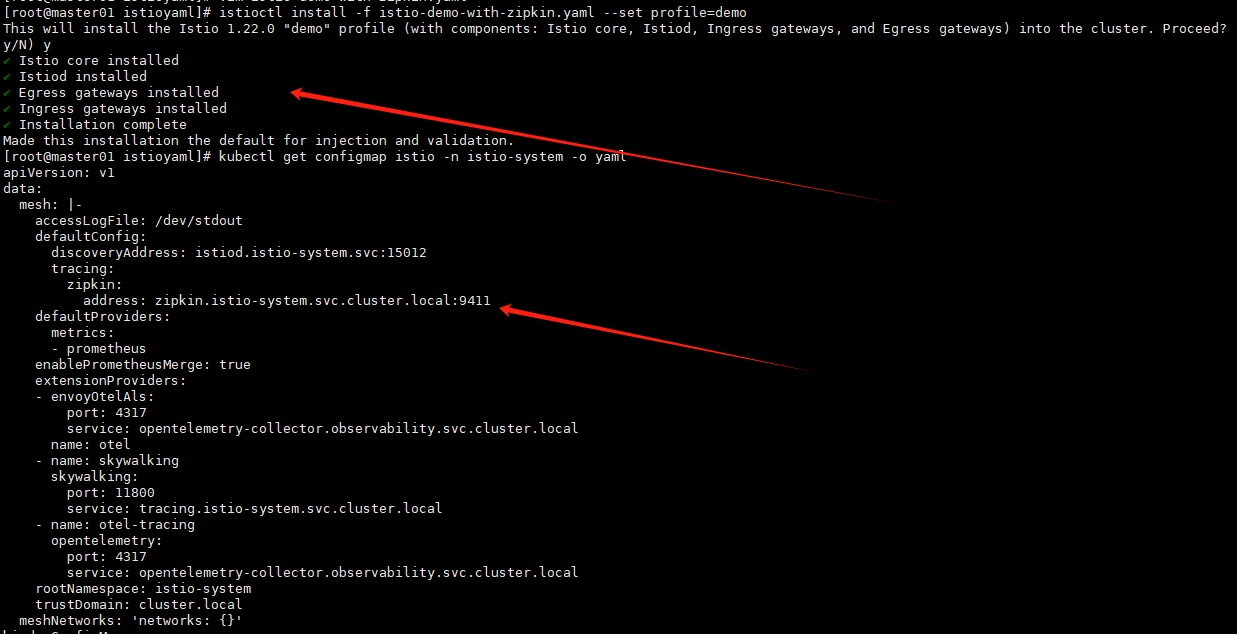 [root@master01 istioyaml]# istioctl install -f istio-demo-with-zipkin.yaml --set profile=demo
This will install the Istio 1.22.0 "demo" profile (with components: Istio core, Istiod, Ingress gateways, and Egress gateways) into the cluster. Proceed?
y/N) y
✓ Istio core installed
✓ Istiod installed
✓ Egress gateways installed
✓ Ingress gateways installed
✓ Installation complete
Made this installation the default for injection and validation.
[root@master01 istioyaml]# kubectl get configmap istio -n istio-system -o yaml
apiVersion: v1
data:
  mesh: |-
    accessLogFile: /dev/stdout
    defaultConfig:
      discoveryAddress: istiod.istio-system.svc:15012
      tracing:
        zipkin:
          address: zipkin.istio-system.svc.cluster.local:9411
    defaultProviders:
      metrics:
      - prometheus
    enablePrometheusMerge: true
    extensionProviders:
    - envoyOtelAls:
        port: 4317
        service: opentelemetry-collector.observability.svc.cluster.local
      name: otel
    - name: skywalking
      skywalking:
        port: 11800
        service: tracing.istio-system.svc.cluster.local
    - name: otel-tracing
      opentelemetry:
        port: 4317
        service: opentelemetry-collector.observability.svc.cluster.local
    rootNamespace: istio-system
    trustDomain: cluster.local
  meshNetworks: 'networks: {}'